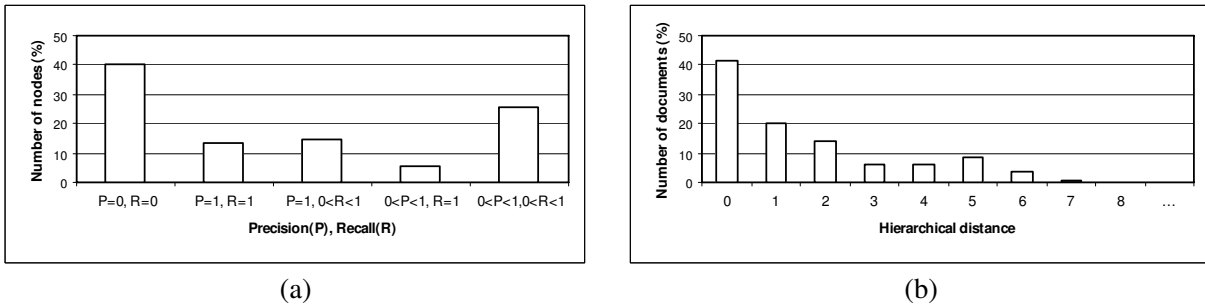 Number of nodes (%)
50
40
30
20
10
0
P=0, R=0 P=1, R=1 P=1, 0<R<1 0<P<1, R=1 0<P<1,0<R<1
Precision(P), Recall(R)
(a)
Number of documents (%)
50
40
30
20
10
0
0 1 2 3 4 5 6 7 8 ...
Hierarchical distance
(b)